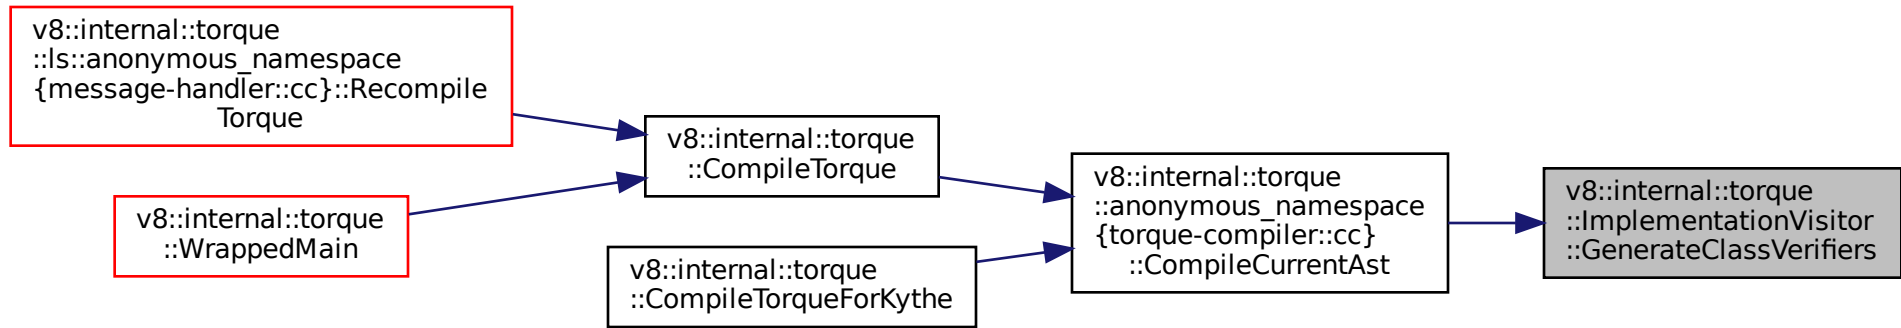 v8::internal::torque
::ls::anonymous_namespace
{message-handler::cc}::Recompile
Torque
v8::internal::torque
::WrappedMain
v8::internal::torque
::CompileTorque
v8::internal::torque
::CompileTorqueForKythe
v8::internal::torque
::anonymous_namespace
{torque-compiler::cc}
::CompileCurrentAst
v8::internal::torque
::ImplementationVisitor
::GenerateClassVerifiers